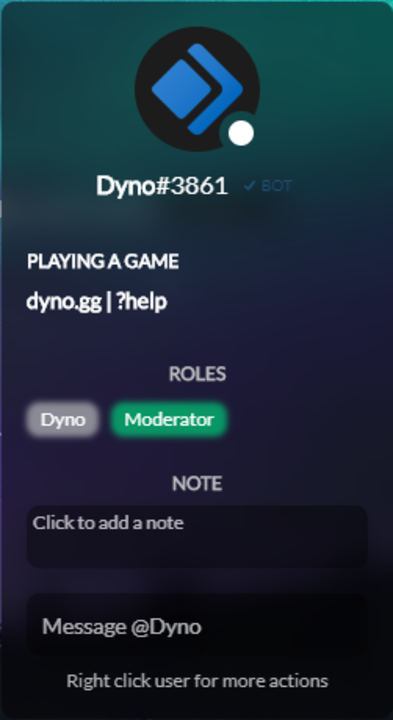 Dyno#3861 ✔ BOT
PLAYING A GAME
dyno.gg | ?help
ROLES
Dyno Moderator
NOTE
Click to add a note
Message @Dyno
Right click user for more actions